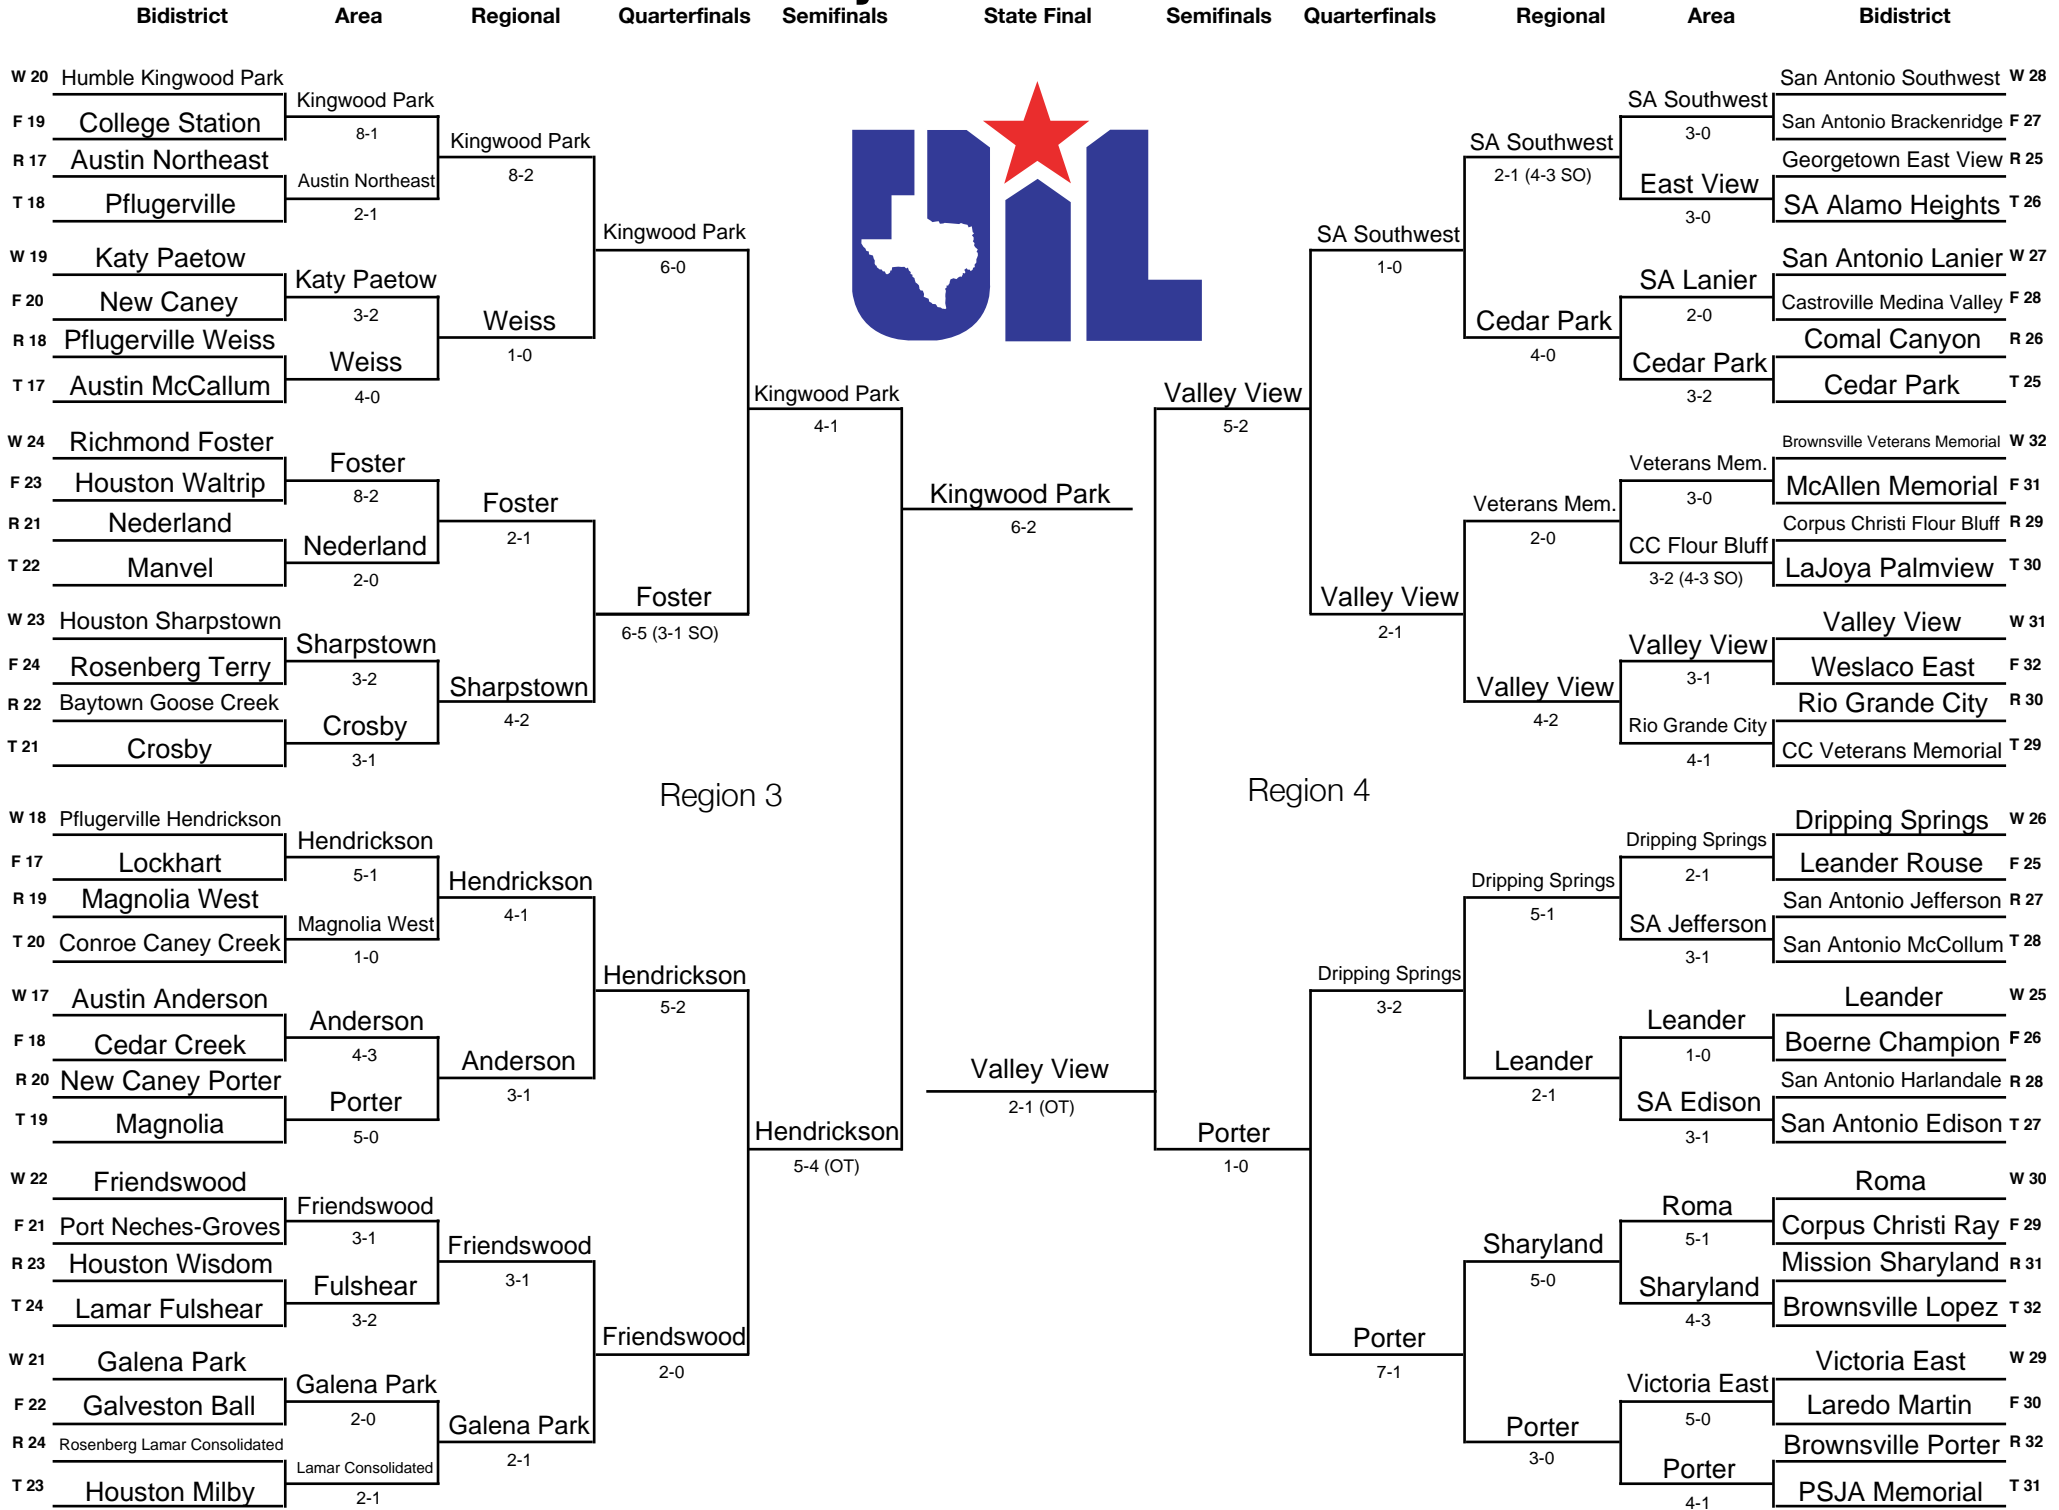 Bidistrict Area Regional Quarterfinals Semifinals State Final Semifinals Quarterfinals Regional Area Bidistrict
W 20 Humble Kingwood Park
Kingwood Park
F 19 College Station
8-1
Kingwood Park
R 17 Austin Northeast
8-2
Austin Northeast
T 18 Pflugerville
2-1
Kingwood Park
W 19 Katy Paetow
6-0
Katy Paetow
F 20 New Caney
3-2
Weiss
R 18 Pflugerville Weiss
1-0
Weiss
T 17 Austin McCallum
4-0
Kingwood Park
4-1
W 24 Richmond Foster
Foster
F 23 Houston Waltrip
8-2
Foster
R 21 Nederland
2-1
Nederland
T 22 Manvel
2-0
Foster
6-5 (3-1 SO)
W 23 Houston Sharpstown
Sharpstown
F 24 Rosenberg Terry
3-2
Sharpstown
R 22 Baytown Goose Creek
4-2
Crosby
T 21 Crosby
3-1
Kingwood Park
6-2
Region 3
W 18 Pflugerville Hendrickson
Hendrickson
F 17 Lockhart
5-1
Hendrickson
R 19 Magnolia West
4-1
Magnolia West
T 20 Conroe Caney Creek
1-0
Hendrickson
5-2
W 17 Austin Anderson
Anderson
F 18 Cedar Creek
4-3
Anderson
R 20 New Caney Porter
3-1
Porter
T 19 Magnolia
5-0
Hendrickson
5-4 (OT)
W 22 Friendswood
Friendswood
F 21 Port Neches-Groves
3-1
Friendswood
R 23 Houston Wisdom
3-1
Fulshear
T 24 Lamar Fulshear
3-2
Friendswood
2-0
W 21 Galena Park
Galena Park
F 22 Galveston Ball
2-0
Galena Park
R 24 Rosenberg Lamar Consolidated
2-1
Lamar Consolidated
T 23 Houston Milby
2-1
UIL
San Antonio Southwest W 28
SA Southwest
San Antonio Brackenridge F 27
3-0
SA Southwest
Georgetown East View R 25
2-1 (4-3 SO)
East View
SA Alamo Heights T 26
3-0
SA Southwest
San Antonio Lanier W 27
1-0
SA Lanier
Castroville Medina Valley F 28
2-0
Cedar Park
Comal Canyon R 26
4-0
Cedar Park
Cedar Park T 25
3-2
Valley View
5-2
Brownsville Veterans Memorial W 32
Veterans Mem.
McAllen Memorial F 31
3-0
Veterans Mem.
Corpus Christi Flour Bluff R 29
2-0
CC Flour Bluff
LaJoya Palmview T 30
3-2 (4-3 SO)
Valley View
2-1
Valley View W 31
Valley View
Weslaco East F 32
3-1
Valley View
Rio Grande City R 30
4-2
Rio Grande City
CC Veterans Memorial T 29
4-1
Region 4
Dripping Springs W 26
Dripping Springs
Leander Rouse F 25
2-1
Dripping Springs
San Antonio Jefferson R 27
5-1
SA Jefferson
San Antonio McCollum T 28
3-1
Dripping Springs
3-2
Leander W 25
Leander
Boerne Champion F 26
1-0
Leander
San Antonio Harlandale R 28
2-1
SA Edison
San Antonio Edison T 27
3-1
Valley View
2-1 (OT)
Porter
1-0
Roma W 30
Roma
Corpus Christi Ray F 29
5-1
Sharyland
Mission Sharyland R 31
5-0
Sharyland
Brownsville Lopez T 32
4-3
Porter
7-1
Victoria East W 29
Victoria East
Laredo Martin F 30
5-0
Porter
Brownsville Porter R 32
3-0
Porter
PSJA Memorial T 31
4-1